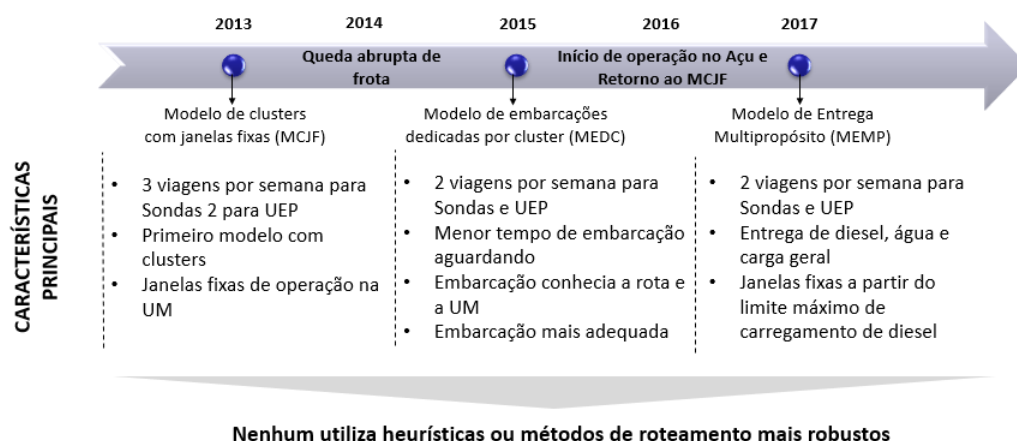 2013
2014
2015
2016
2017
Queda abrupta de
frota
Início de operação no Açu e
Retorno ao MCJF
Modelo de clusters
com janelas fixas (MCJF)
Modelo de embarcações
dedicadas por cluster (MEDC)
Modelo de Entrega
Multipropósito (MEMP)
CARACTERÍSTICAS
PRINCIPAIS
• 3 viagens por semana para
Sondas 2 para UEP
• Primeiro modelo com
clusters
• Janelas fixas de operação na
UM
• 2 viagens por semana para
Sondas e UEP
• Menor tempo de embarcação
aguardando
• Embarcação conhecia a rota e
a UM
• Embarcação mais adequada
• 2 viagens por semana para
Sondas e UEP
• Entrega de diesel, água e
carga geral
• Janelas fixas a partir do
limite máximo de
carregamento de diesel
Nenhum utiliza heurísticas ou métodos de roteamento mais robustos